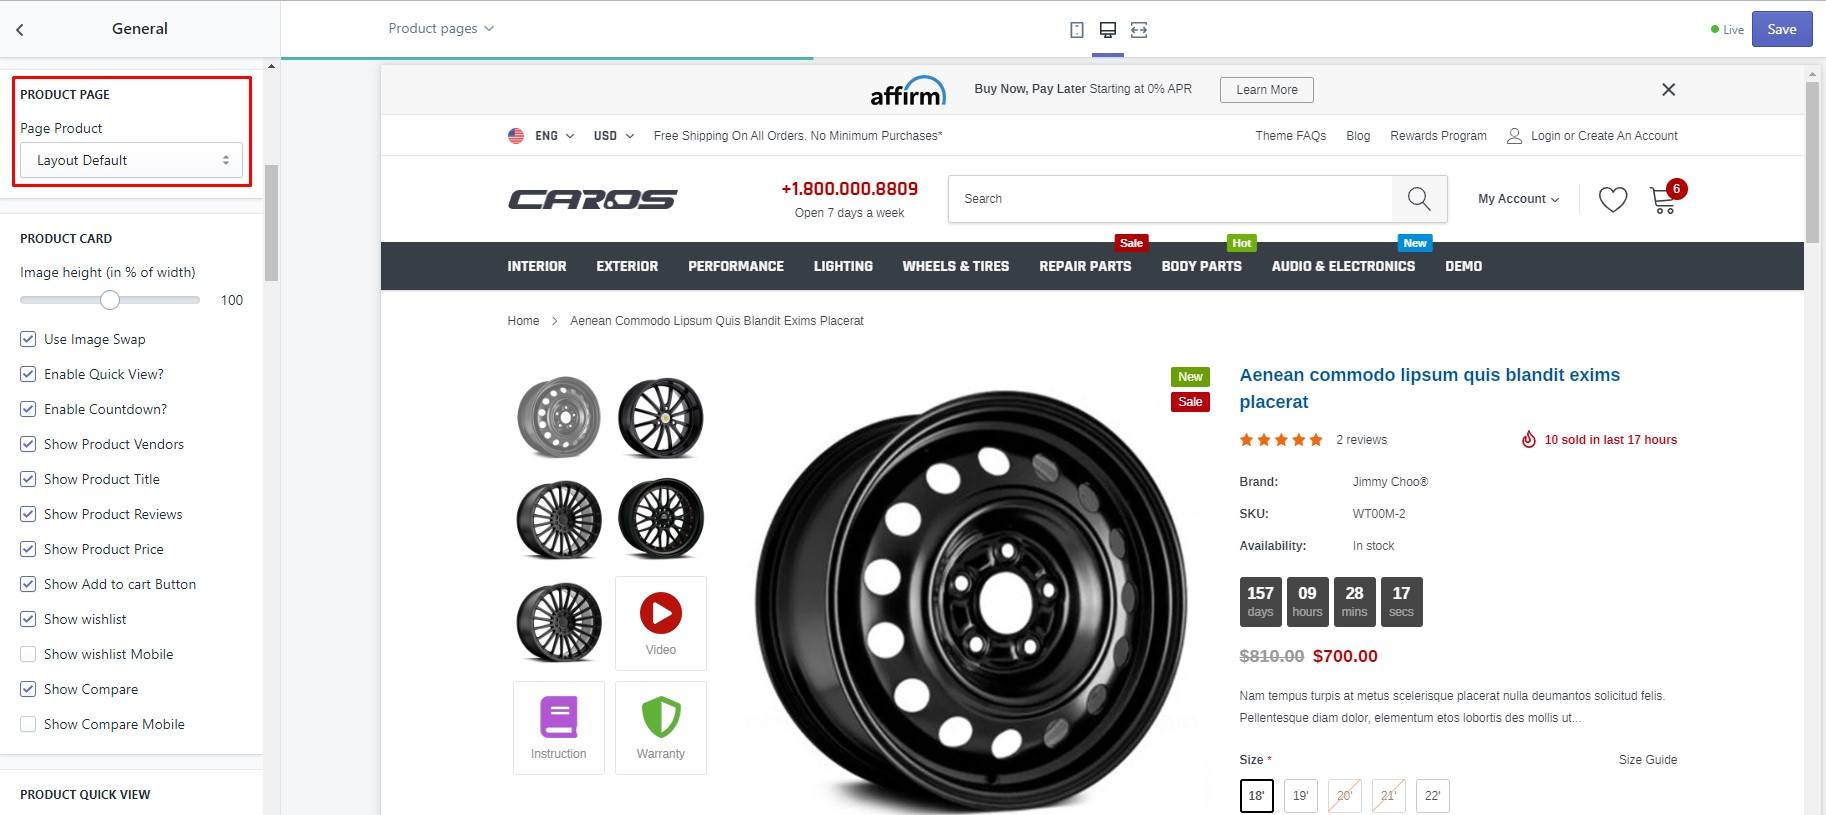 General
Product pages
Live
Save
PRODUCT PAGE
Page Product
Layout Default
PRODUCT CARD
Image height (in % of width)
100
Use Image Swap
Enable Quick View?
Enable Countdown?
Show Product Vendors
Show Product Title
Show Product Reviews
Show Product Price
Show Add to cart Button
Show wishlist
Show wishlist Mobile
Show Compare
Show Compare Mobile
PRODUCT QUICK VIEW
affirm
Buy Now, Pay Later Starting at 0% APR
Learn More
ENG
USD
Free Shipping On All Orders. No Minimum Purchases*
Theme FAQs
Blog
Rewards Program
Login or Create An Account
CAROS
+1.800.000.8809
Open 7 days a week
Search
My Account
6
Sale
Hot
New
INTERIOR
EXTERIOR
PERFORMANCE
LIGHTING
WHEELS & TIRES
REPAIR PARTS
BODY PARTS
AUDIO & ELECTRONICS
DEMO
Home
Aenean Commodo Lipsum Quis Blandit Exims Placerat
Video
Instruction
Warranty
New
Sale
Aenean commodo lipsum quis blandit exims
placerat
2 reviews
10 sold in last 17 hours
Brand: Jimmy Choo®
SKU: WT00M-2
Availability: In stock
157 09 28 17
days hours mins secs
$810.00 $700.00
Nam tempus turpis at metus scelerisque placerat nulla deumantos solicitud felis.
Pellentesque diam dolor, elementum etos lobortis des mollis ut...
Size *
Size Guide
18' 19' 20' 21' 22'